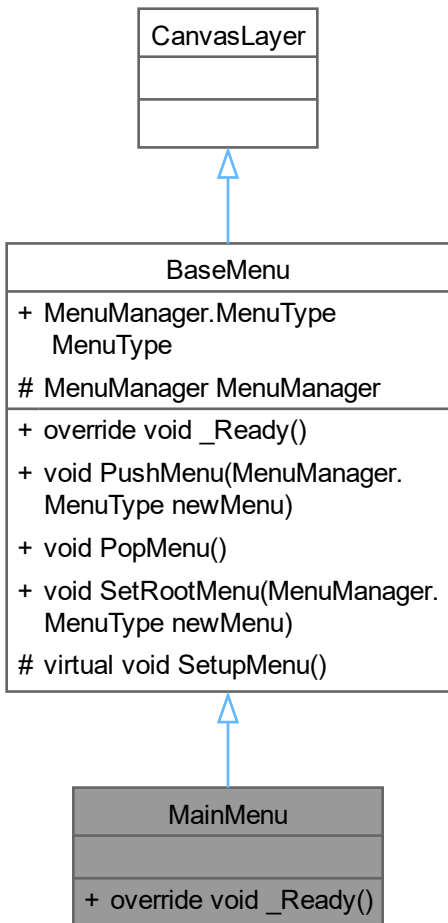 CanvasLayer
BaseMenu
+ MenuManager.MenuType
MenuType
# MenuManager MenuManager
+ override void _Ready()
+ void PushMenu(MenuManager.
MenuType newMenu)
+ void PopMenu()
+ void SetRootMenu(MenuManager.
MenuType newMenu)
# virtual void SetupMenu()
MainMenu
+ override void _Ready()